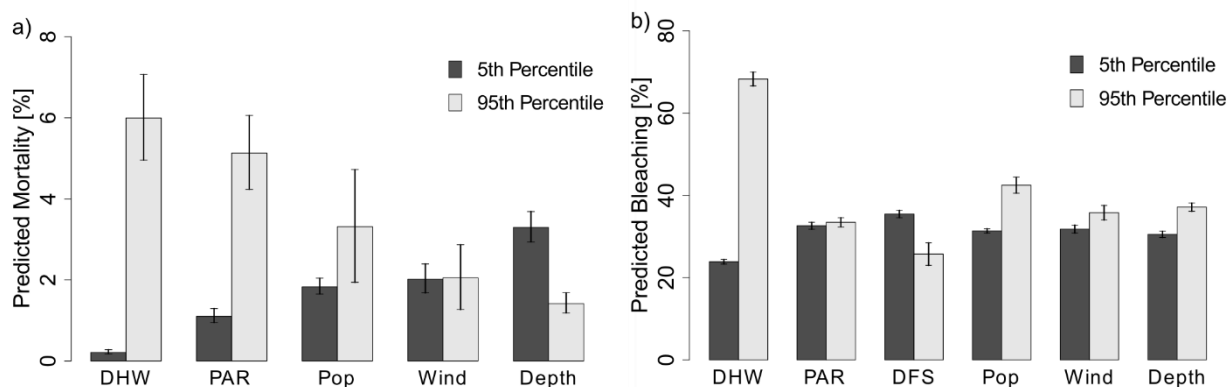 a)
Predicted Mortality [%]
8
6
4
2
0
5th Percentile
95th Percentile
DHW PAR Pop Wind Depth
b)
Predicted Bleaching [%]
80
60
40
20
0
5th Percentile
95th Percentile
DHW PAR DFS Pop Wind Depth